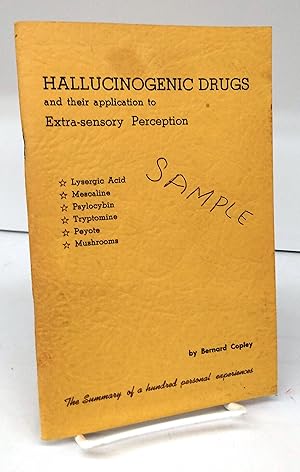 HALLUCINOGENIC DRUGS
and their application to
Extra-sensory Perception
SAMPLE
☆ Lysergic Acid
☆ Mescaline
☆ Psylocybin
☆ Tryptomine
☆ Peyote
☆ Mushrooms
by Bernard Copley
The Summary of a hundred personal experiences